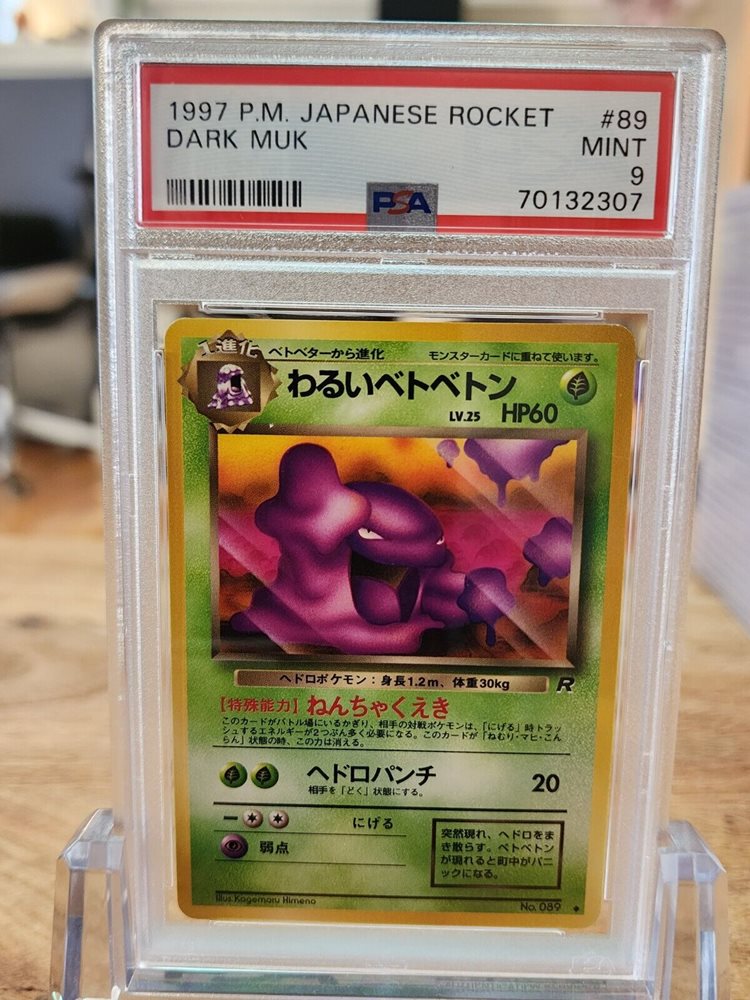 1997 P.M. JAPANESE ROCKET #89
DARK MUK MINT
9
PSA 70132307
1進化 ベトベターから進化 モンスターカードに重ねて使います。
わるいベトベトン
LV.25 HP60
ヘドロポケモン：身長1.2m、体重30kg R
【特殊能力】ねんちゃくえき
このカードがバトル場にいるかぎり、相手の対戦ポケモンは、「にげる」時トラッ
シュするエネルギーが2つぶん多く必要になる。このカードが「ねむり・マヒ・こん
らん」状態の時、この力は消える。
ヘドロパンチ 20
相手を「どく」状態にする。
にげる
弱点
突然現れ、ヘドロをま
き散らす。ベトベトン
が現れると町中がパニ
ックになる。
Illus. Kagemaru Himeno No. 089